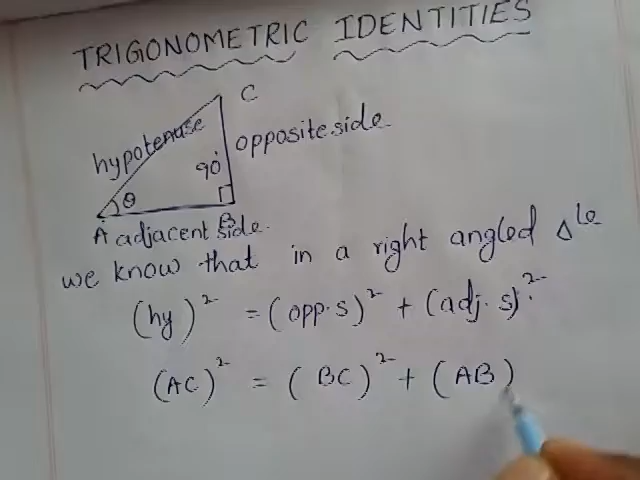 TRIGONOMETRIC IDENTITIES
C
hypotenuse
opposite side
90°
θ
A adjacent side.
B
we know that in a right angled Δle
(hy)² = (opp.s)² + (adj.s)².
(AC)² = (BC)² + (AB)